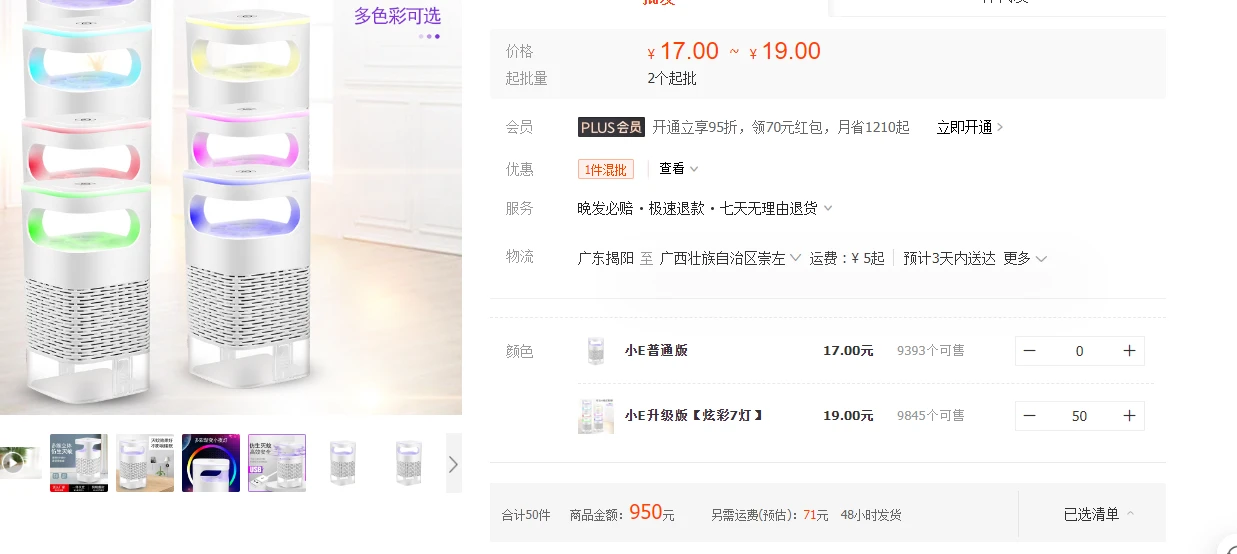 多色彩可选
批发
价格
¥ 17.00 ~ ¥ 19.00
起批量
2个起批
会员
PLUS会员 开通立享95折，领70元红包，月省1210起 立即开通
优惠
1件混批 查看
服务
晚发必赔·极速退款·七天无理由退货
物流
广东揭阳 至 广西壮族自治区崇左 运费：¥ 5起 预计3天内送达 更多
颜色
小E普通版 17.00元 9393个可售 − 0 +
小E升级版【炫彩7灯】 19.00元 9845个可售 − 50 +
仿生灭蚊
USB
合计50件 商品金额：950元 另需运费(预估)：71元 48小时发货 已选清单